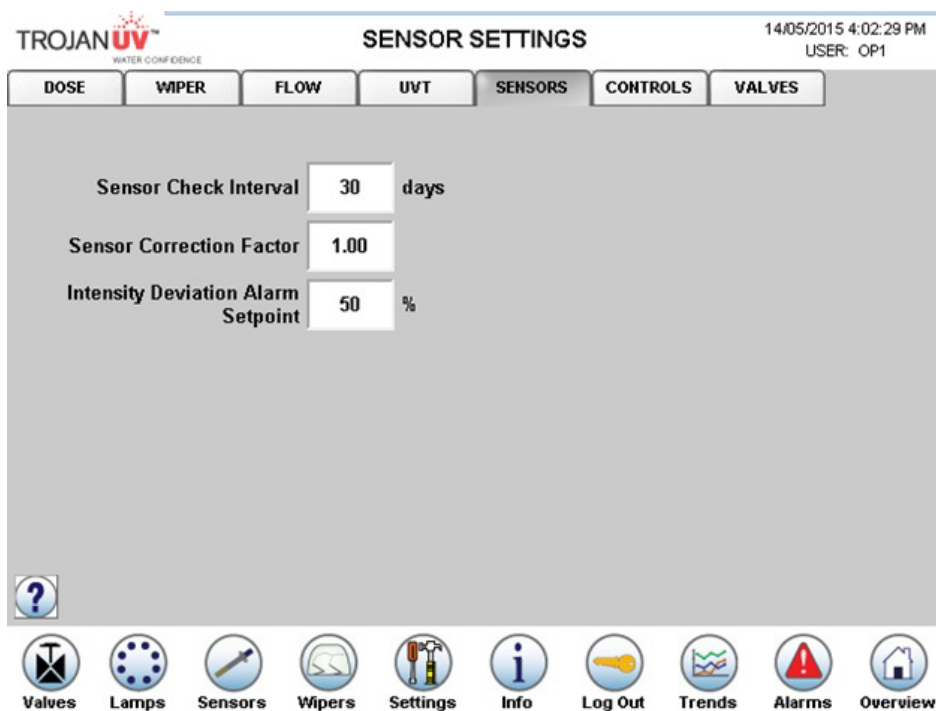 TROJANUV™
WATER CONFIDENCE
SENSOR SETTINGS
14/05/2015 4:02:29 PM
USER: OP1
DOSE WIPER FLOW UVT SENSORS CONTROLS VALVES
Sensor Check Interval 30 days
Sensor Correction Factor 1.00
Intensity Deviation Alarm
Setpoint 50 %
?
Valves Lamps Sensors Wipers Settings Info Log Out Trends Alarms Overview